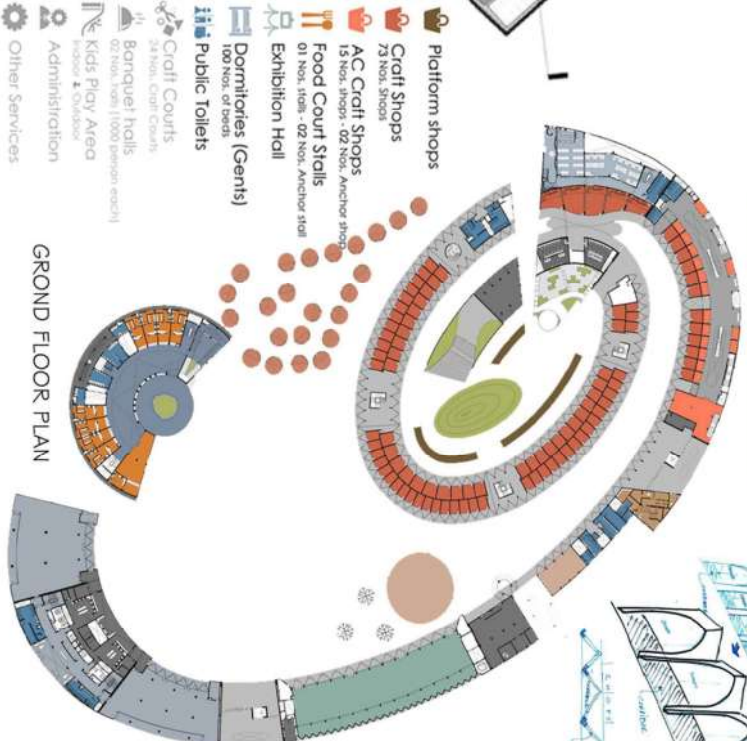 Platform shops
Craft Shops
73 Nos. Shops
AC Craft Shops
15 Nos. shops - 02 Nos. Anchor shop
Food Court Stalls
01 Nos. stalls - 02 Nos. Anchor stall
Exhibition Hall
Dormitories (Gents)
100 Nos. of beds
Public Toilets
Craft Courts
24 Nos. Craft Courts
Banquet halls
02 Nos. halls (1000 person each)
Kids Play Area
Indoor & Outdoor
Administration
Other Services
GROND FLOOR PLAN